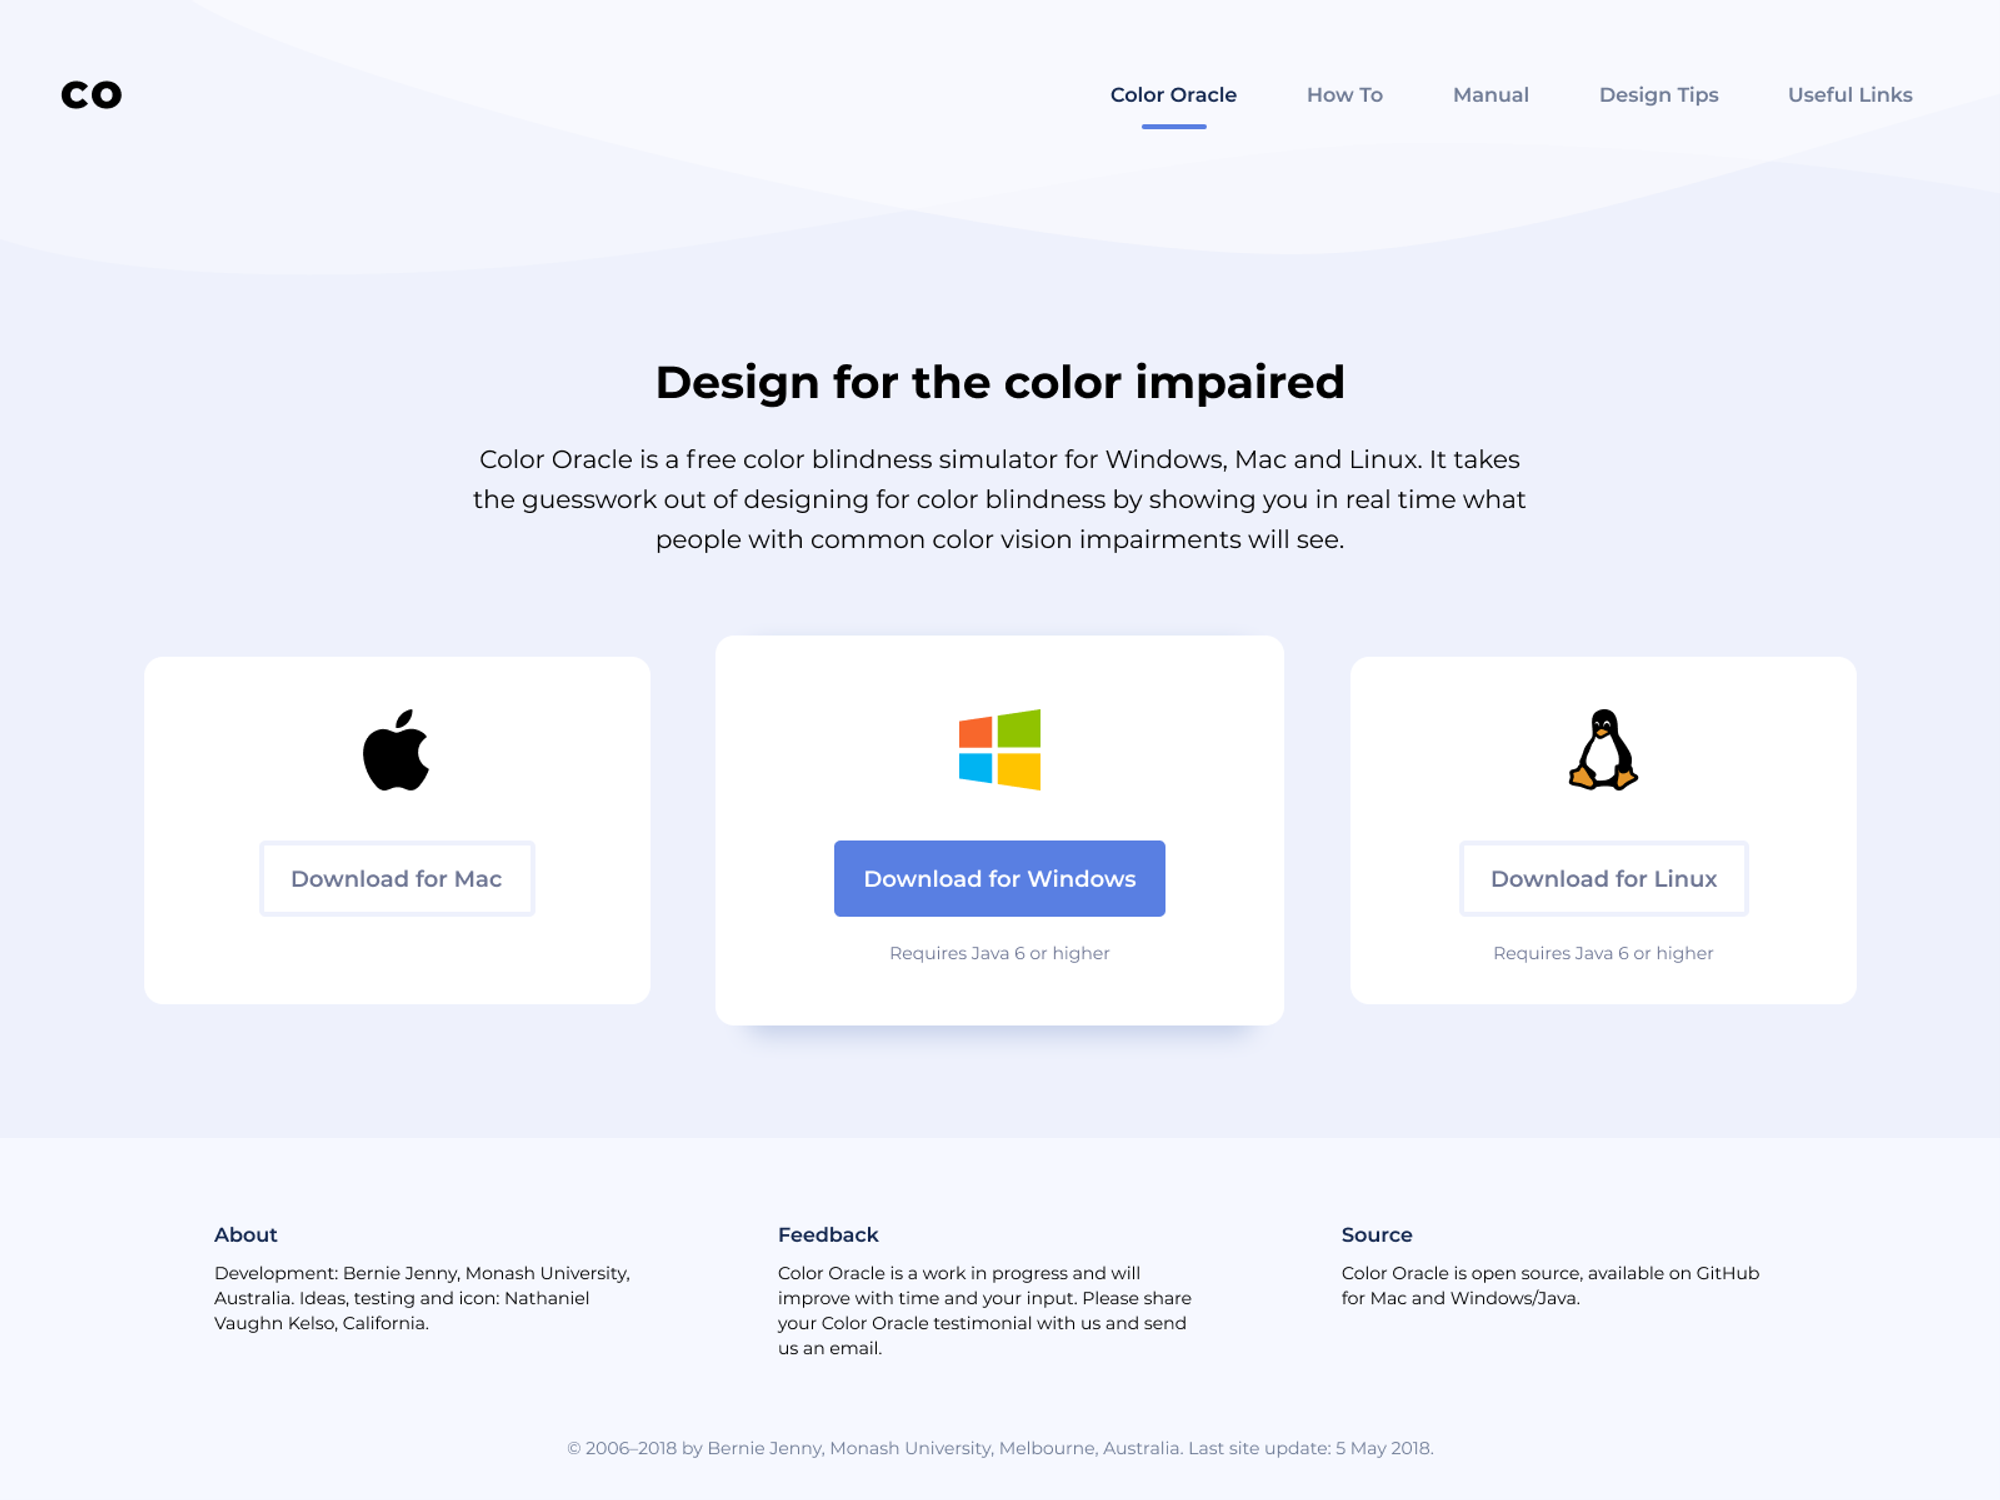 co
Color Oracle
How To
Manual
Design Tips
Useful Links
Design for the color impaired
Color Oracle is a free color blindness simulator for Windows, Mac and Linux. It takes
the guesswork out of designing for color blindness by showing you in real time what
people with common color vision impairments will see.
Download for Mac
Download for Windows
Requires Java 6 or higher
Download for Linux
Requires Java 6 or higher
About
Development: Bernie Jenny, Monash University,
Australia. Ideas, testing and icon: Nathaniel
Vaughn Kelso, California.
Feedback
Color Oracle is a work in progress and will
improve with time and your input. Please share
your Color Oracle testimonial with us and send
us an email.
Source
Color Oracle is open source, available on GitHub
for Mac and Windows/Java.
© 2006–2018 by Bernie Jenny, Monash University, Melbourne, Australia. Last site update: 5 May 2018.